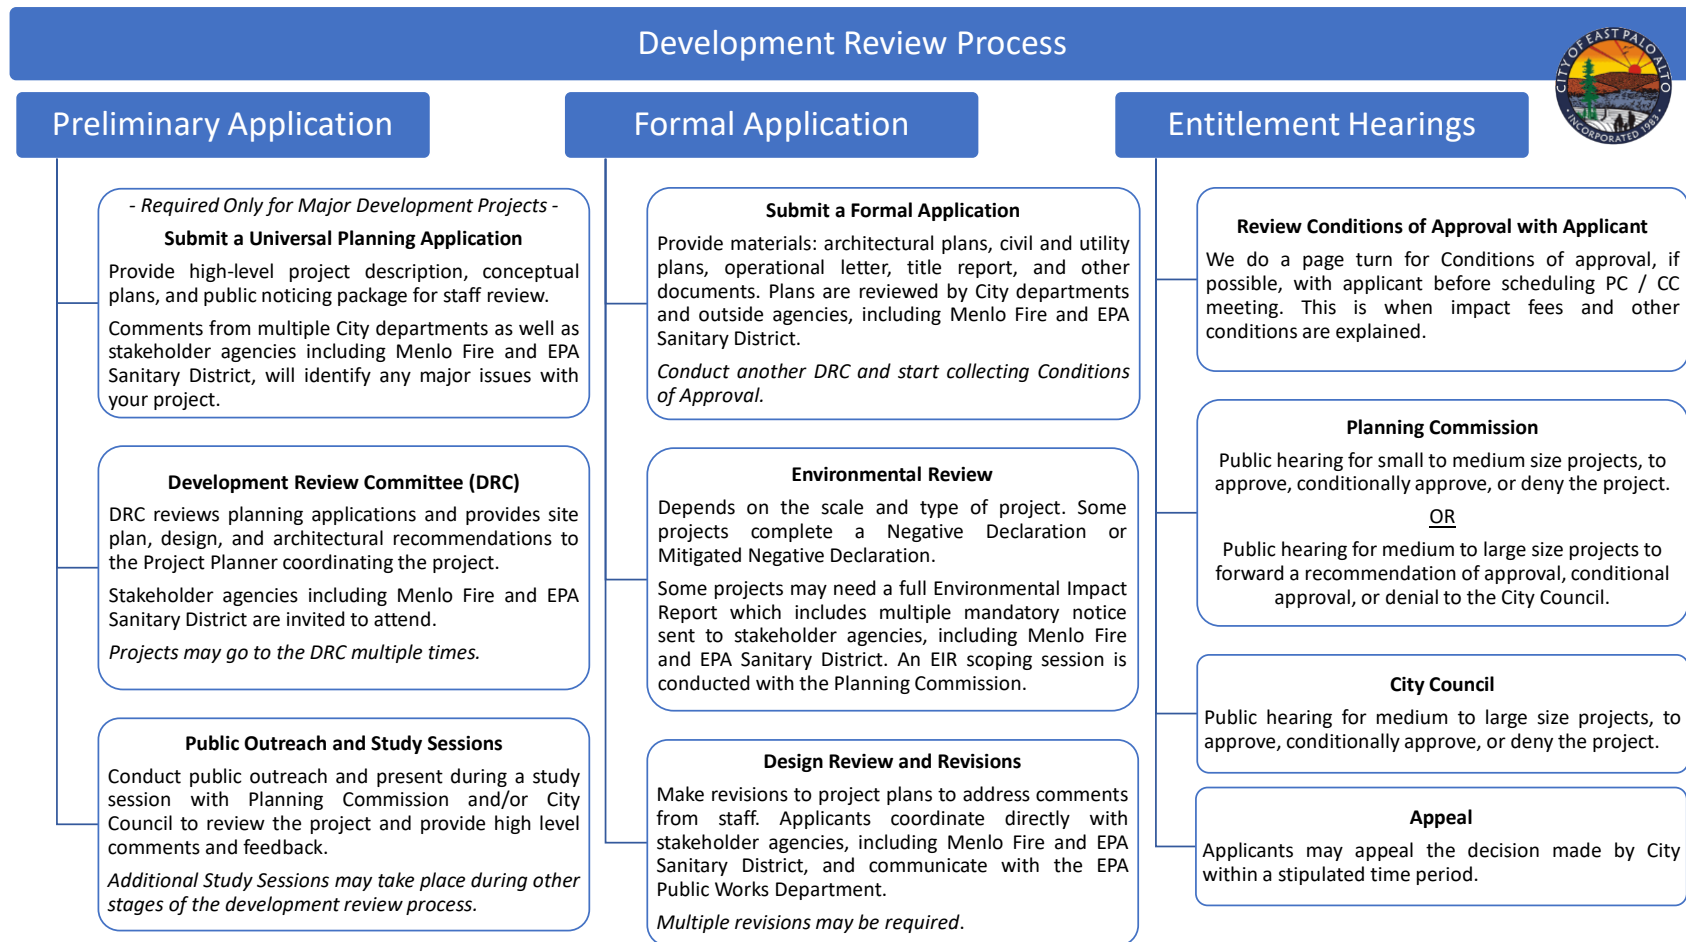 Development Review Process
CITY OF EAST PALO ALTO
· INCORPORATED 1983 ·
Preliminary Application
- Required Only for Major Development Projects -
Submit a Universal Planning Application
Provide high-level project description, conceptual
plans, and public noticing package for staff review.
Comments from multiple City departments as well as
stakeholder agencies including Menlo Fire and EPA
Sanitary District, will identify any major issues with
your project.
Development Review Committee (DRC)
DRC reviews planning applications and provides site
plan, design, and architectural recommendations to
the Project Planner coordinating the project.
Stakeholder agencies including Menlo Fire and EPA
Sanitary District are invited to attend.
Projects may go to the DRC multiple times.
Public Outreach and Study Sessions
Conduct public outreach and present during a study
session with Planning Commission and/or City
Council to review the project and provide high level
comments and feedback.
Additional Study Sessions may take place during other
stages of the development review process.
Formal Application
Submit a Formal Application
Provide materials: architectural plans, civil and utility
plans, operational letter, title report, and other
documents. Plans are reviewed by City departments
and outside agencies, including Menlo Fire and EPA
Sanitary District.
Conduct another DRC and start collecting Conditions
of Approval.
Environmental Review
Depends on the scale and type of project. Some
projects complete a Negative Declaration or
Mitigated Negative Declaration.
Some projects may need a full Environmental Impact
Report which includes multiple mandatory notice
sent to stakeholder agencies, including Menlo Fire
and EPA Sanitary District. An EIR scoping session is
conducted with the Planning Commission.
Design Review and Revisions
Make revisions to project plans to address comments
from staff. Applicants coordinate directly with
stakeholder agencies, including Menlo Fire and EPA
Sanitary District, and communicate with the EPA
Public Works Department.
Multiple revisions may be required.
Entitlement Hearings
Review Conditions of Approval with Applicant
We do a page turn for Conditions of approval, if
possible, with applicant before scheduling PC / CC
meeting. This is when impact fees and other
conditions are explained.
Planning Commission
Public hearing for small to medium size projects, to
approve, conditionally approve, or deny the project.
OR
Public hearing for medium to large size projects to
forward a recommendation of approval, conditional
approval, or denial to the City Council.
City Council
Public hearing for medium to large size projects, to
approve, conditionally approve, or deny the project.
Appeal
Applicants may appeal the decision made by City
within a stipulated time period.